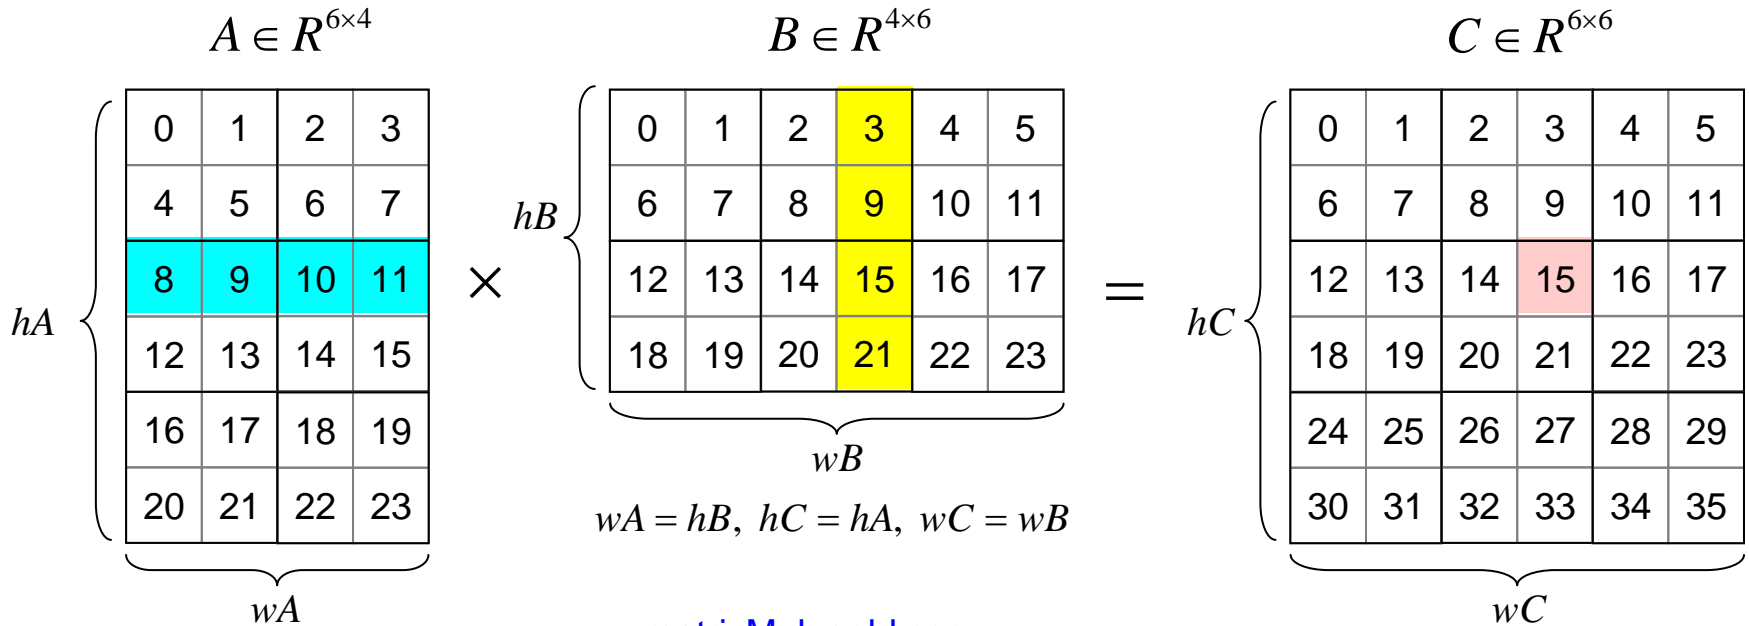 A ∈ R^{6×4}
B ∈ R^{4×6}
C ∈ R^{6×6}
hA
0 1 2 3
4 5 6 7
8 9 10 11
12 13 14 15
16 17 18 19
20 21 22 23
wA
×
hB
0 1 2 3 4 5
6 7 8 9 10 11
12 13 14 15 16 17
18 19 20 21 22 23
wB
wA = hB, hC = hA, wC = wB
=
hC
0 1 2 3 4 5
6 7 8 9 10 11
12 13 14 15 16 17
18 19 20 21 22 23
24 25 26 27 28 29
30 31 32 33 34 35
wC